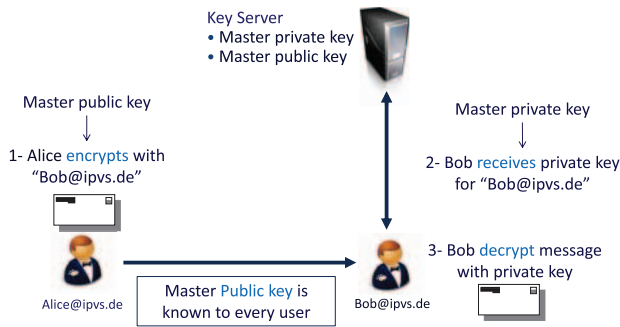 Key Server
• Master private key
• Master public key
Master public key
1- Alice encrypts with
“Bob@ipvs.de”
Master private key
2- Bob receives private key
for “Bob@ipvs.de”
3- Bob decrypt message
with private key
Alice@ipvs.de
Master Public key is
known to every user
Bob@ipvs.de